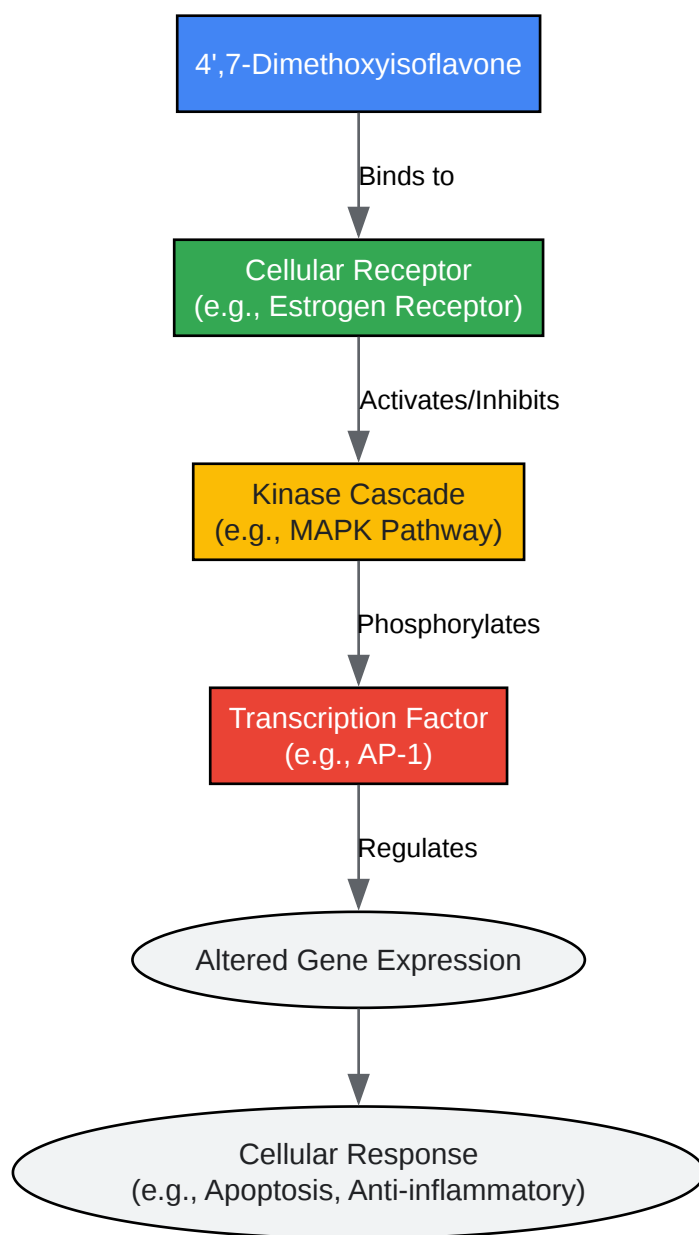 4',7-Dimethoxyisoflavone
Binds to
Cellular Receptor
(e.g., Estrogen Receptor)
Activates/Inhibits
Kinase Cascade
(e.g., MAPK Pathway)
Phosphorylates
Transcription Factor
(e.g., AP-1)
Regulates
Altered Gene Expression
Cellular Response
(e.g., Apoptosis, Anti-inflammatory)